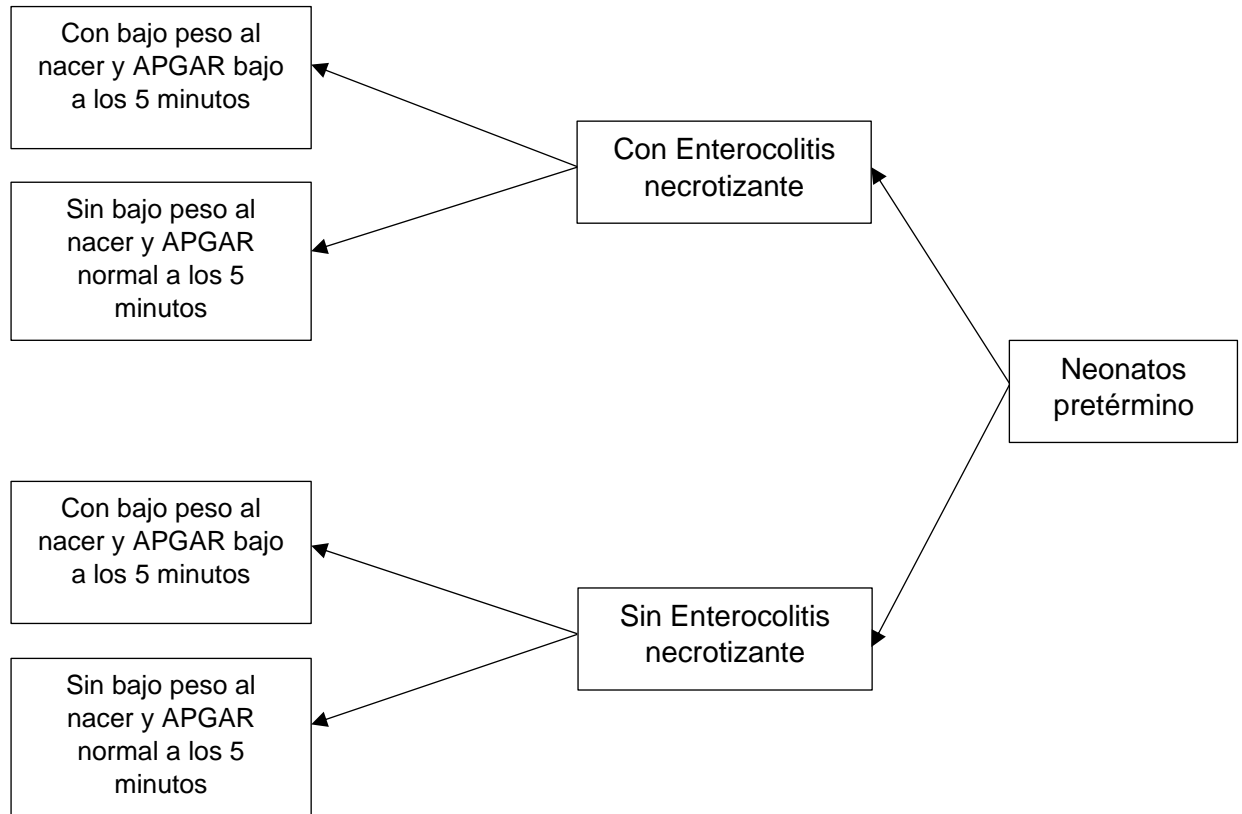 Con bajo peso al
nacer y APGAR bajo
a los 5 minutos
Sin bajo peso al
nacer y APGAR
normal a los 5
minutos
Con Enterocolitis
necrotizante
Neonatos
pretérmino
Con bajo peso al
nacer y APGAR bajo
a los 5 minutos
Sin bajo peso al
nacer y APGAR
normal a los 5
minutos
Sin Enterocolitis
necrotizante